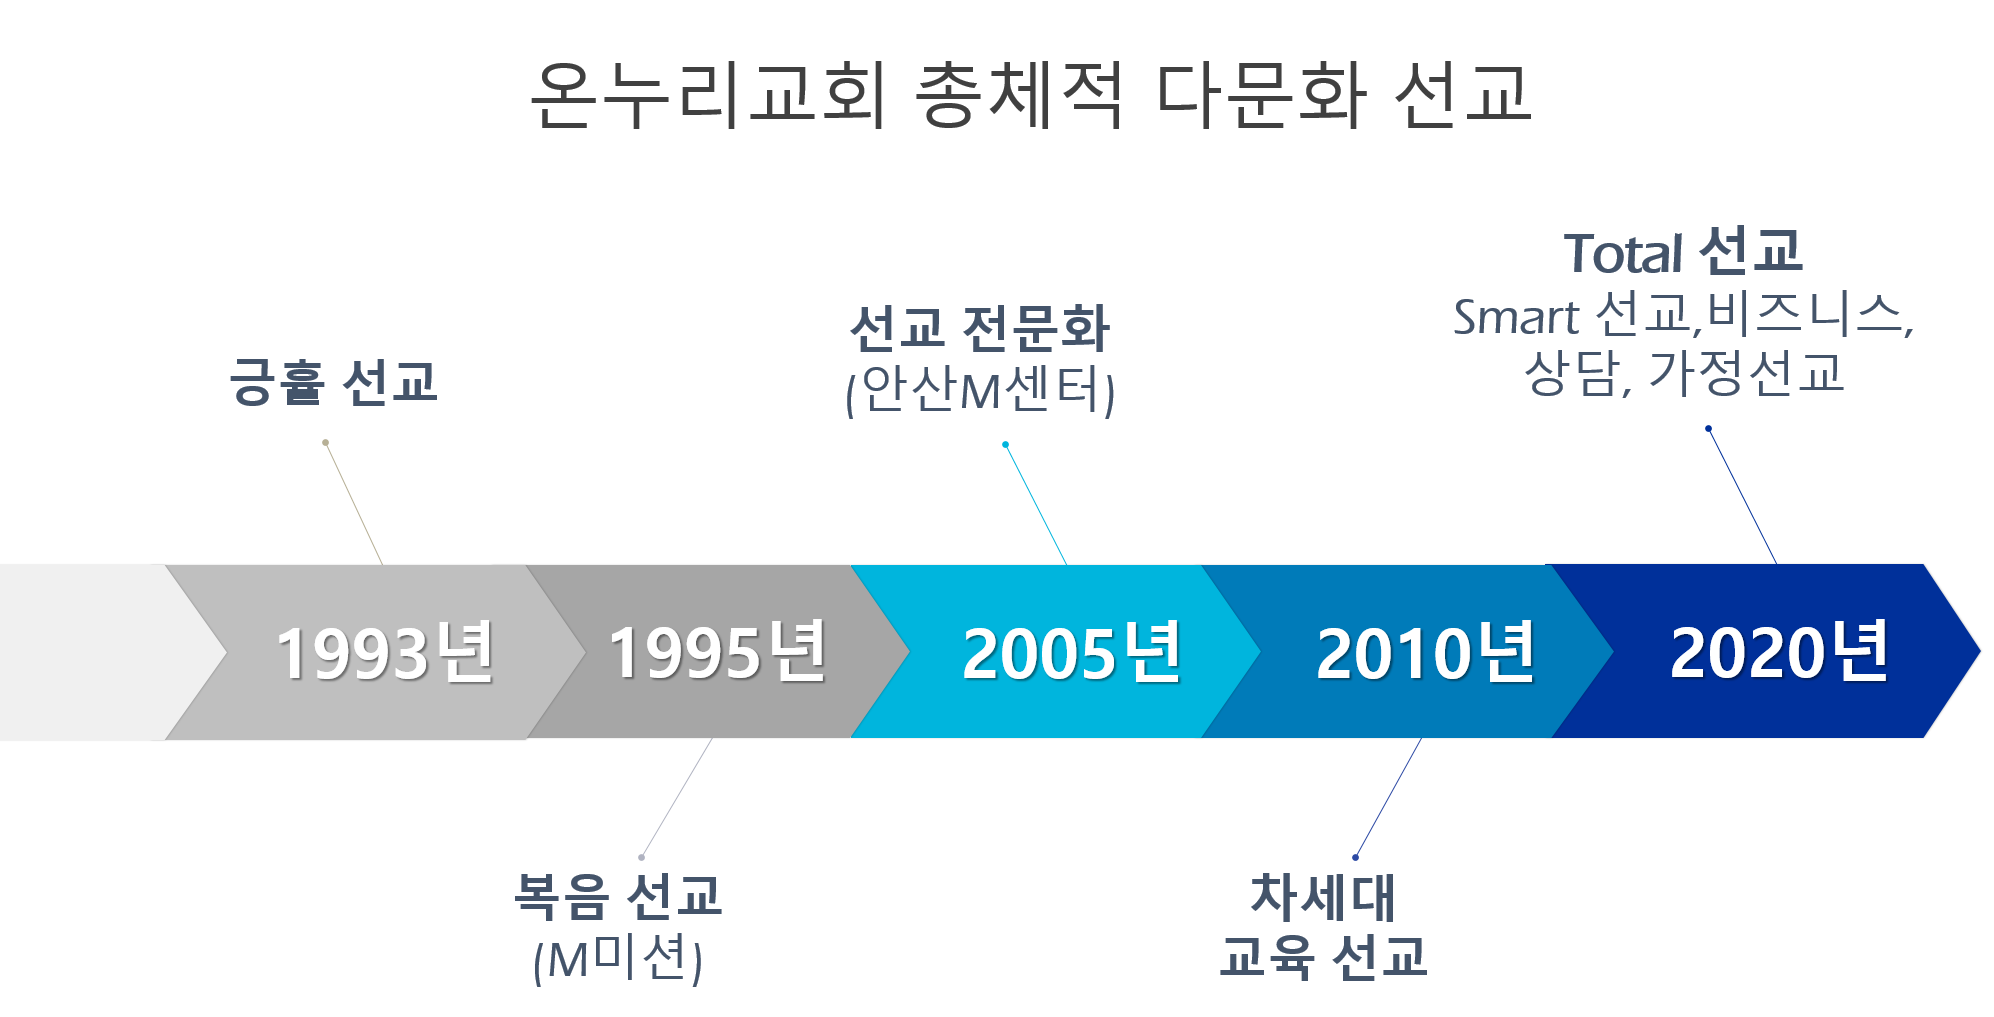 온누리교회 총체적 다문화 선교
Total 선교
Smart 선교,비즈니스,
상담, 가정선교
선교 전문화
(안산M센터)
긍휼 선교
1993년
1995년
2005년
2010년
2020년
복음 선교
(M미션)
차세대
교육 선교